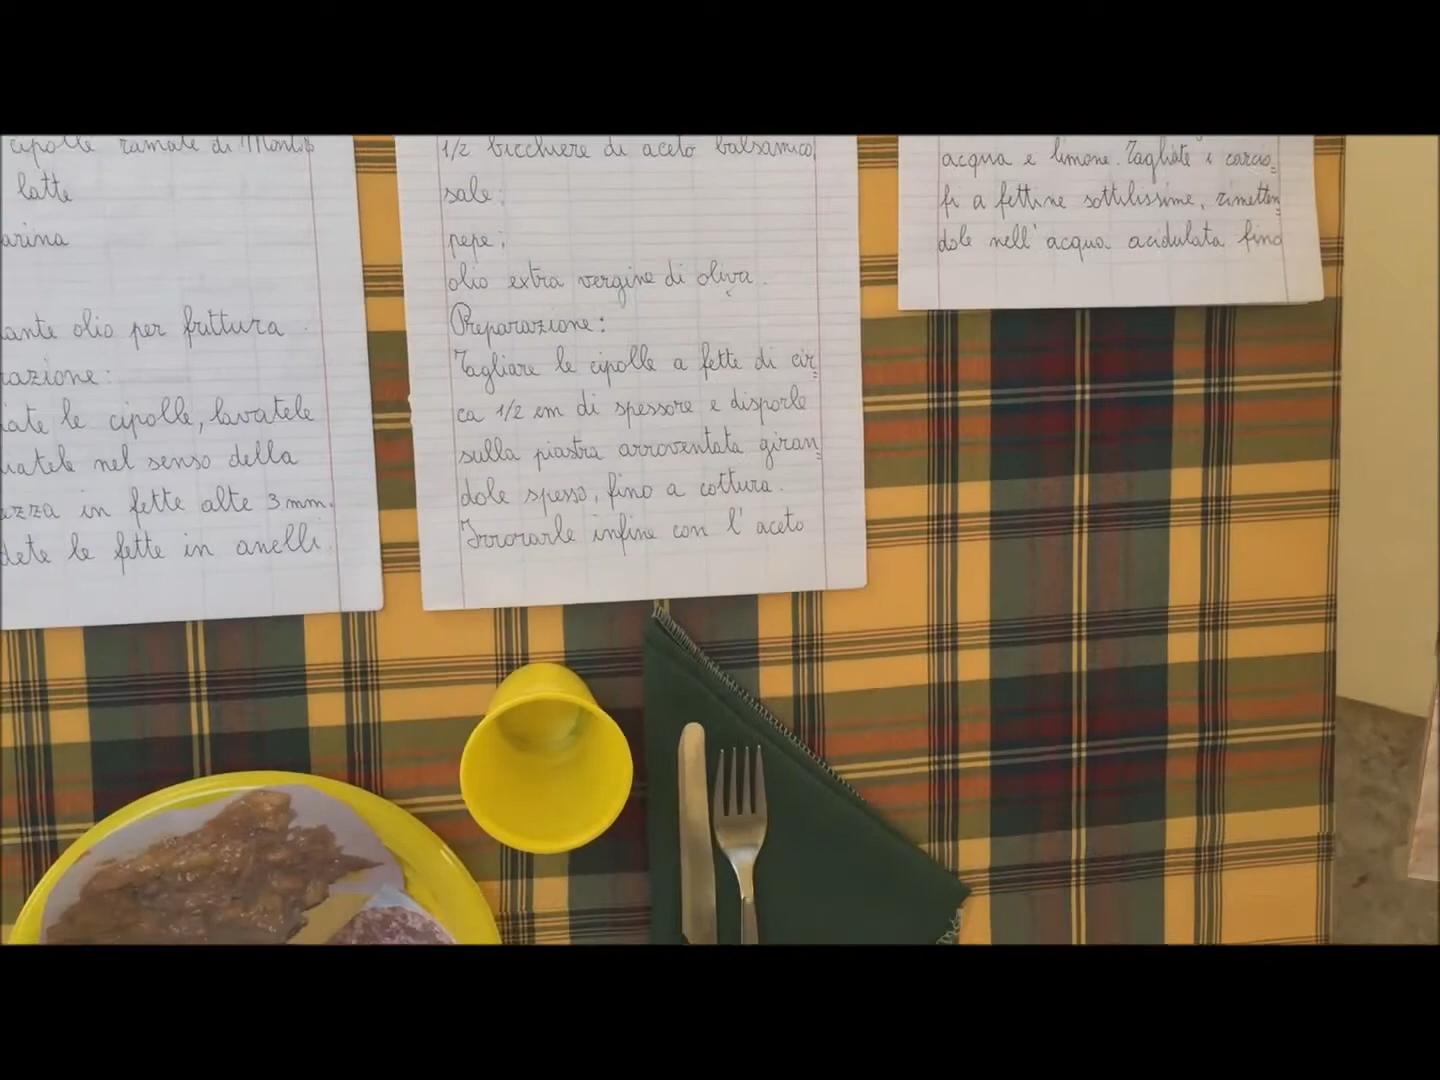 cipolle ramate di
latte
arina
ante olio per frittura
razione:
iate le cipolle, lavatele
nel senso della
azza in fette alte 3 mm.
dete le fette in anelli.
1/2 bicchiere di aceto balsamico;
sale;
pepe;
olio extra vergine di oliva.
Preparazione:
Tagliare le cipolle a fette di cir=
ca 1/2 cm di spessore e disporle
sulla piastra arroventata giran=
dole spesso, fino a cottura.
Irrorarle infine con l'aceto
acqua e limone. Tagliate i carcio=
fi a fettine sottilissime, rimetten=
dole nell'acqua acidulata fino